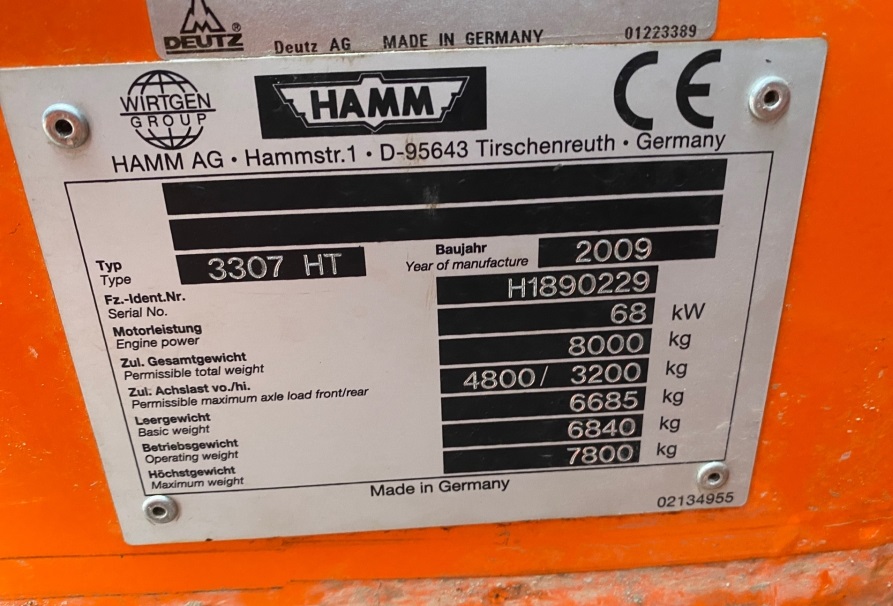 DEUTZ ® Deutz AG MADE IN GERMANY 01223389
WIRTGEN
GROUP
HAMM
CE
HAMM AG · Hammstr.1 · D-95643 Tirschenreuth · Germany
Typ
Type
3307 HT
Baujahr
Year of manufacture
2009
Fz.-Ident.Nr.
Serial No.
H1890229
Motorleistung
Engine power
68 kW
Zul. Gesamtgewicht
Permissible total weight
8000 kg
Zul. Achslast vo./hi.
Permissible maximum axle load front/rear
4800/ 3200 kg
Leergewicht
Basic weight
6685 kg
Betriebsgewicht
Operating weight
6840 kg
Höchstgewicht
Maximum weight
7800 kg
Made in Germany
02134955